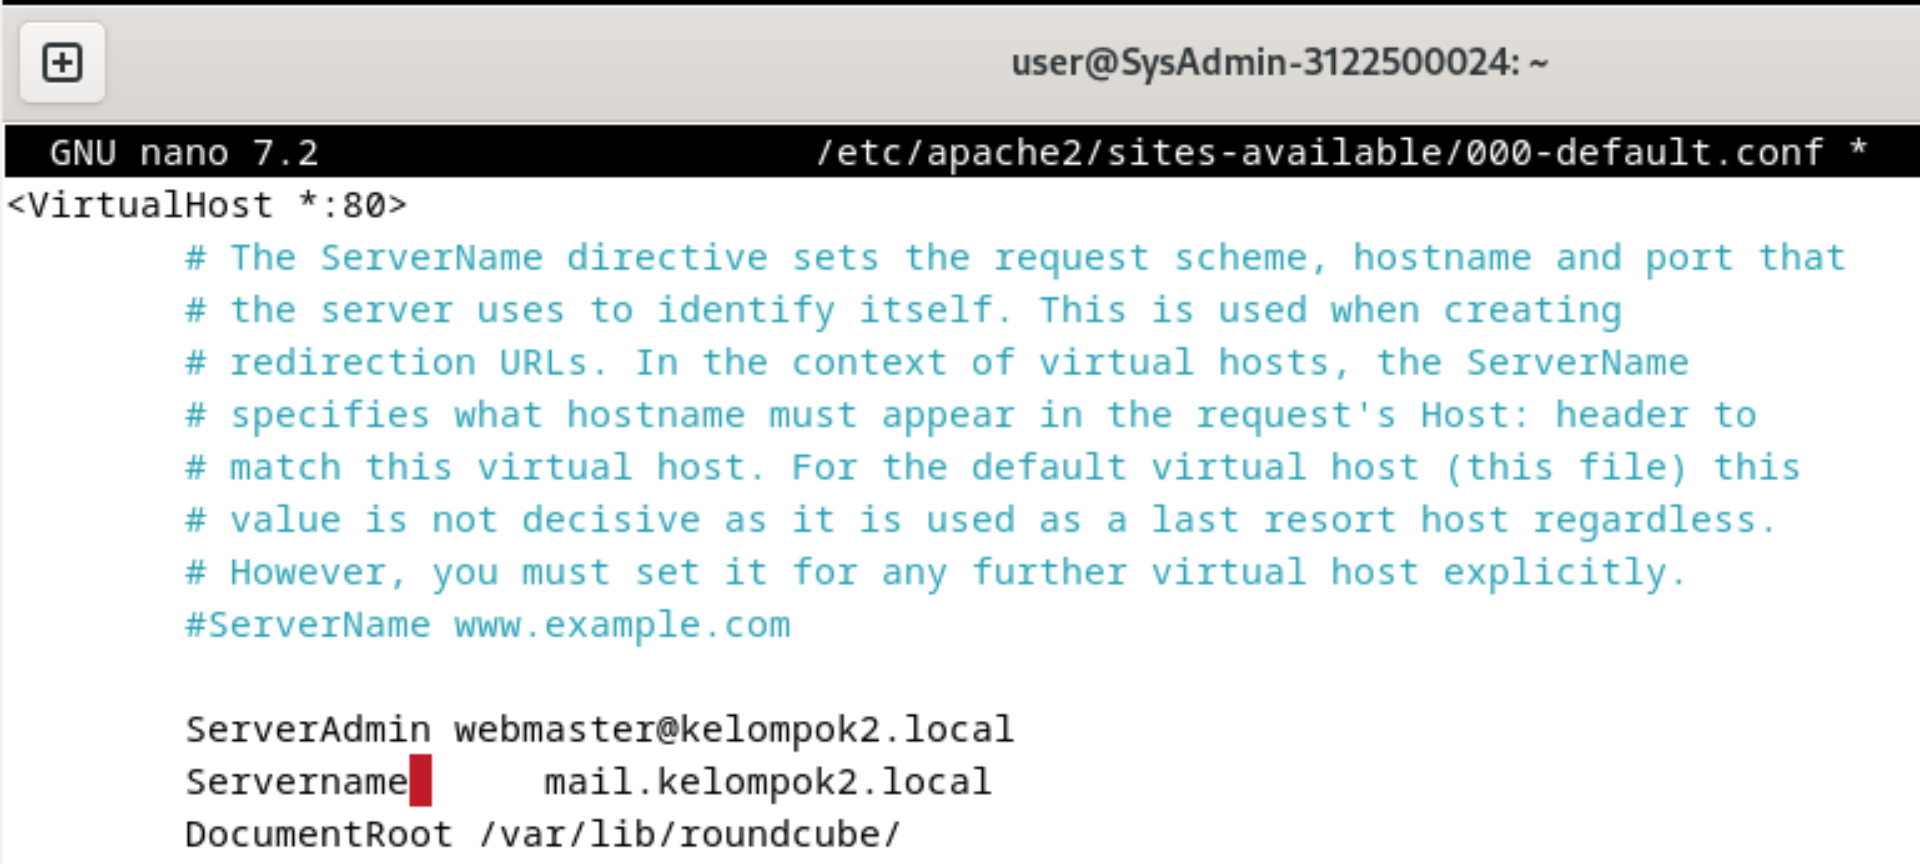 user@SysAdmin-3122500024: ~
GNU nano 7.2 /etc/apache2/sites-available/000-default.conf *
<VirtualHost *:80>
# The ServerName directive sets the request scheme, hostname and port that
# the server uses to identify itself. This is used when creating
# redirection URLs. In the context of virtual hosts, the ServerName
# specifies what hostname must appear in the request's Host: header to
# match this virtual host. For the default virtual host (this file) this
# value is not decisive as it is used as a last resort host regardless.
# However, you must set it for any further virtual host explicitly.
#ServerName www.example.com
ServerAdmin webmaster@kelompok2.local
Servername mail.kelompok2.local
DocumentRoot /var/lib/roundcube/